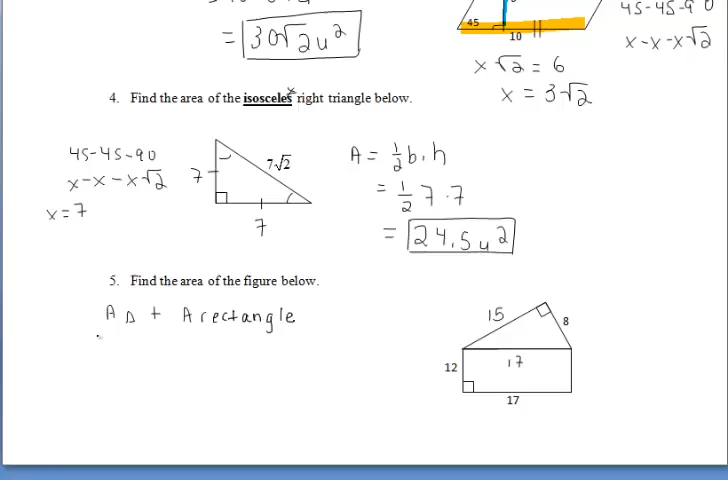 = 30√2 u²
45
10
45-45-90
x-x-x√2
x√2 = 6
x = 3√2
4. Find the area of the isosceles right triangle below.
45-45-90
x-x-x√2
x=7
7
7√2
7
A = 1/2 b.h
= 1/2 7.7
= 24.5 u²
5. Find the area of the figure below.
A△ + A rectangle
15
8
12
17
17